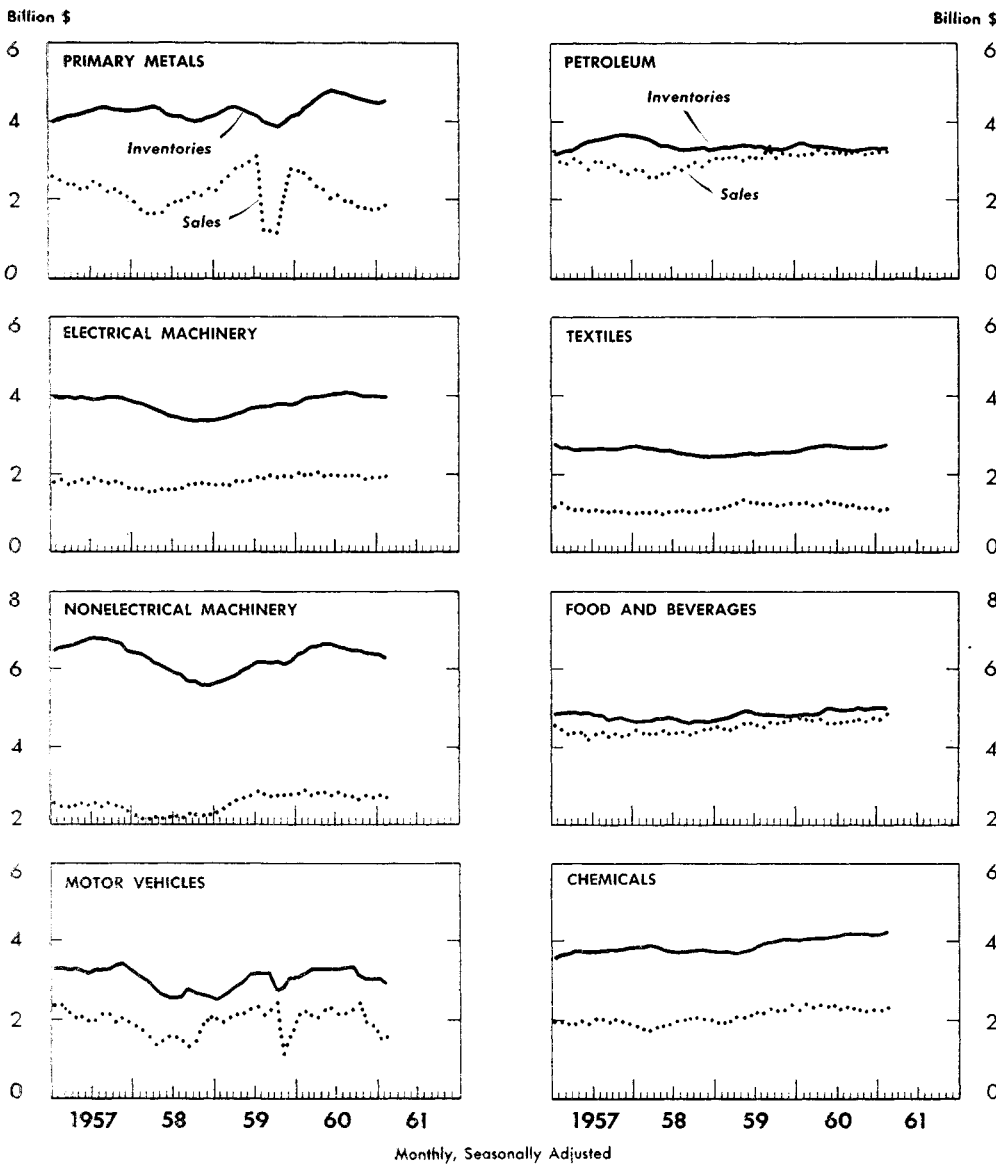 Billion $
Billion $
PRIMARY METALS
6
4
2
0
Inventories
Sales
PETROLEUM
6
4
2
0
Inventories
Sales
ELECTRICAL MACHINERY
6
4
2
0
TEXTILES
6
4
2
0
NONELECTRICAL MACHINERY
8
6
4
2
FOOD AND BEVERAGES
8
6
4
2
MOTOR VEHICLES
6
4
2
0
CHEMICALS
6
4
2
0
1957 58 59 60 61
1957 58 59 60 61
Monthly, Seasonally Adjusted